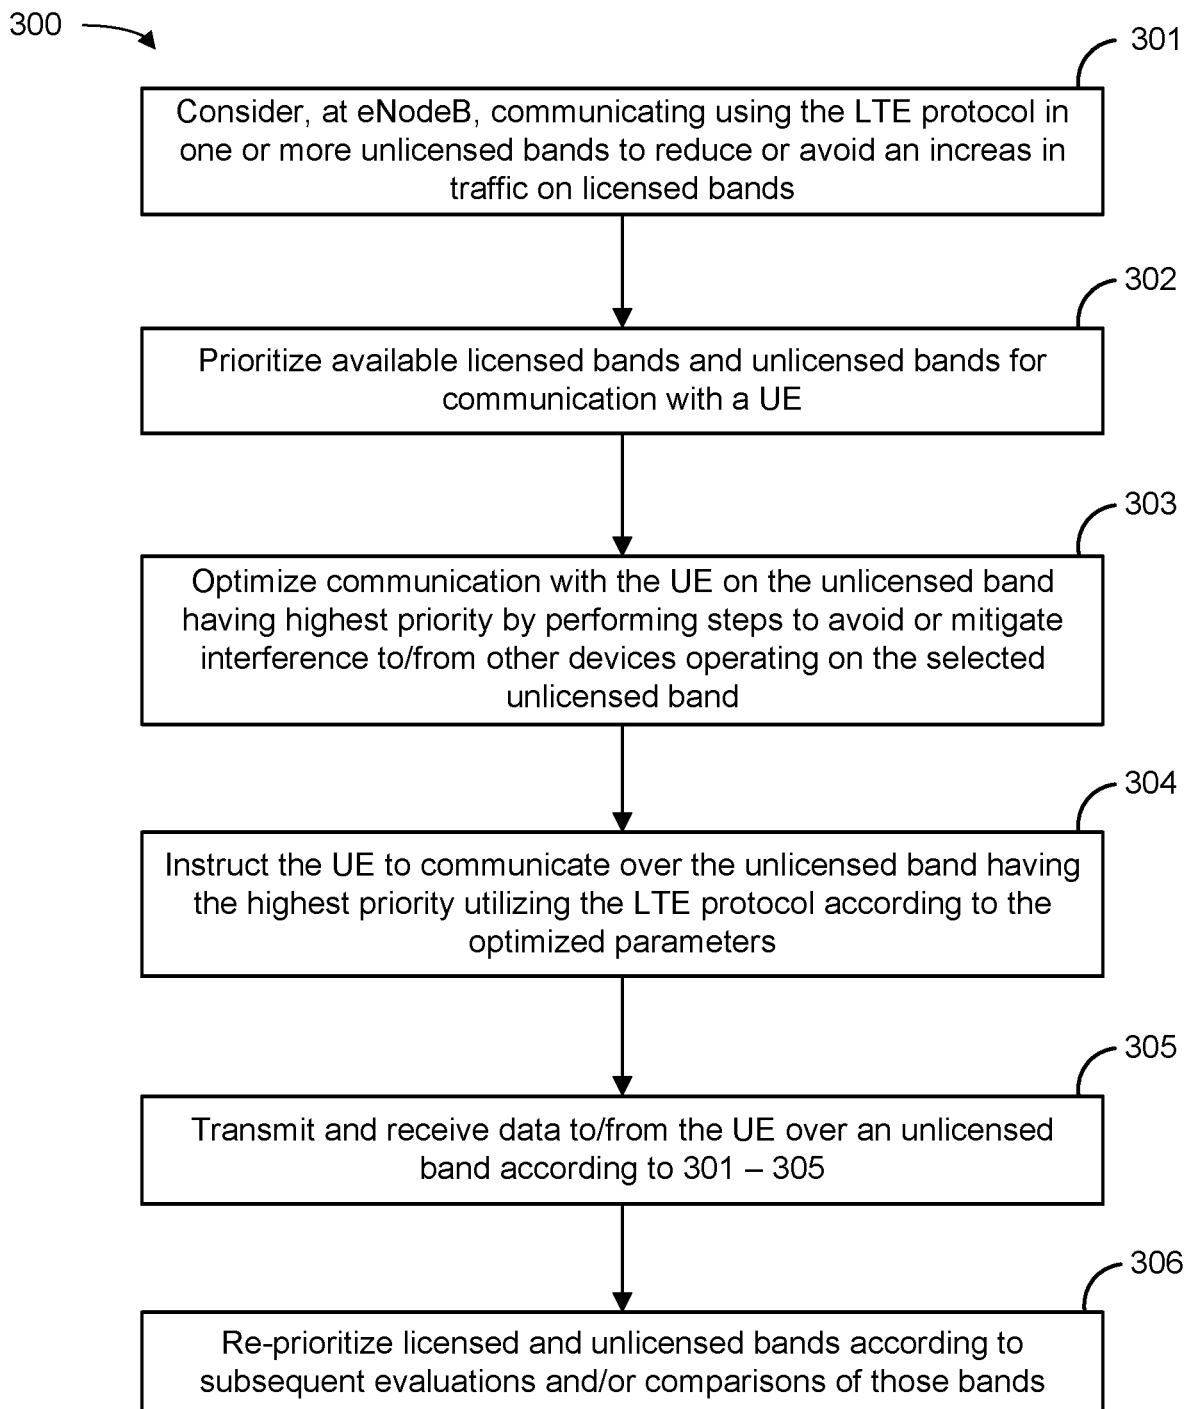 300
301
Consider, at eNodeB, communicating using the LTE protocol in
one or more unlicensed bands to reduce or avoid an increas in
traffic on licensed bands
302
Prioritize available licensed bands and unlicensed bands for
communication with a UE
303
Optimize communication with the UE on the unlicensed band
having highest priority by performing steps to avoid or mitigate
interference to/from other devices operating on the selected
unlicensed band
304
Instruct the UE to communicate over the unlicensed band having
the highest priority utilizing the LTE protocol according to the
optimized parameters
305
Transmit and receive data to/from the UE over an unlicensed
band according to 301 – 305
306
Re-prioritize licensed and unlicensed bands according to
subsequent evaluations and/or comparisons of those bands